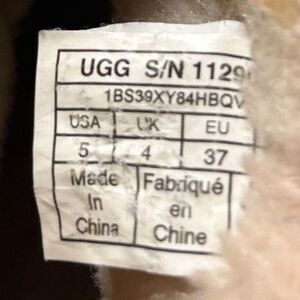 UGG S/N 1129
1BS39XY84HBQV
USA UK EU
5 4 37
Made Fabriqué
In en
China Chine